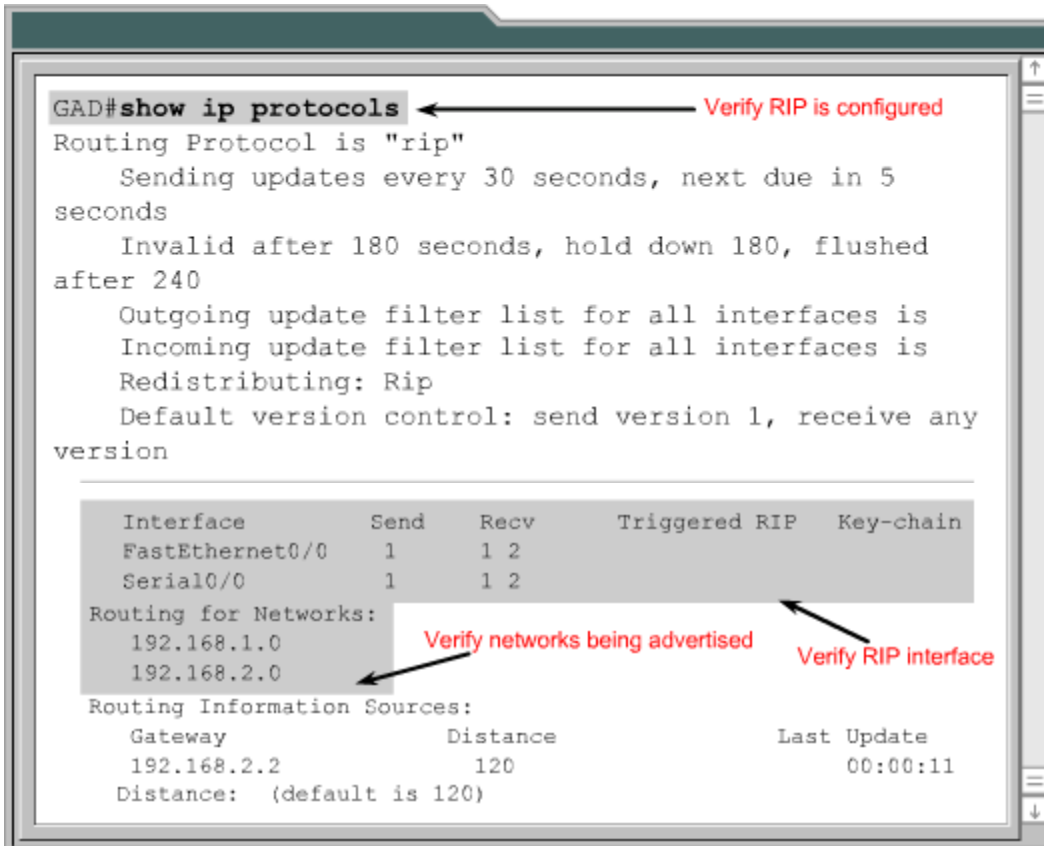 GAD#show ip protocols Verify RIP is configured
Routing Protocol is "rip"
Sending updates every 30 seconds, next due in 5
seconds
Invalid after 180 seconds, hold down 180, flushed
after 240
Outgoing update filter list for all interfaces is
Incoming update filter list for all interfaces is
Redistributing: Rip
Default version control: send version 1, receive any
version
Interface Send Recv Triggered RIP Key-chain
FastEthernet0/0 1 1 2
Serial0/0 1 1 2
Routing for Networks:
192.168.1.0 Verify networks being advertised
192.168.2.0 Verify RIP interface
Routing Information Sources:
Gateway Distance Last Update
192.168.2.2 120 00:00:11
Distance: (default is 120)